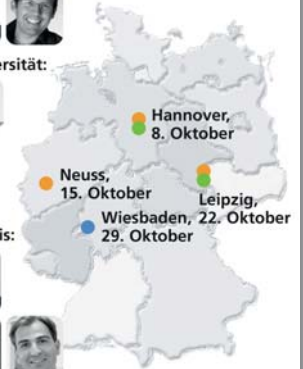 ersität:
Hannover,
8. Oktober
Neuss,
15. Oktober
Leipzig,
22. Oktober
Wiesbaden,
29. Oktober
is: